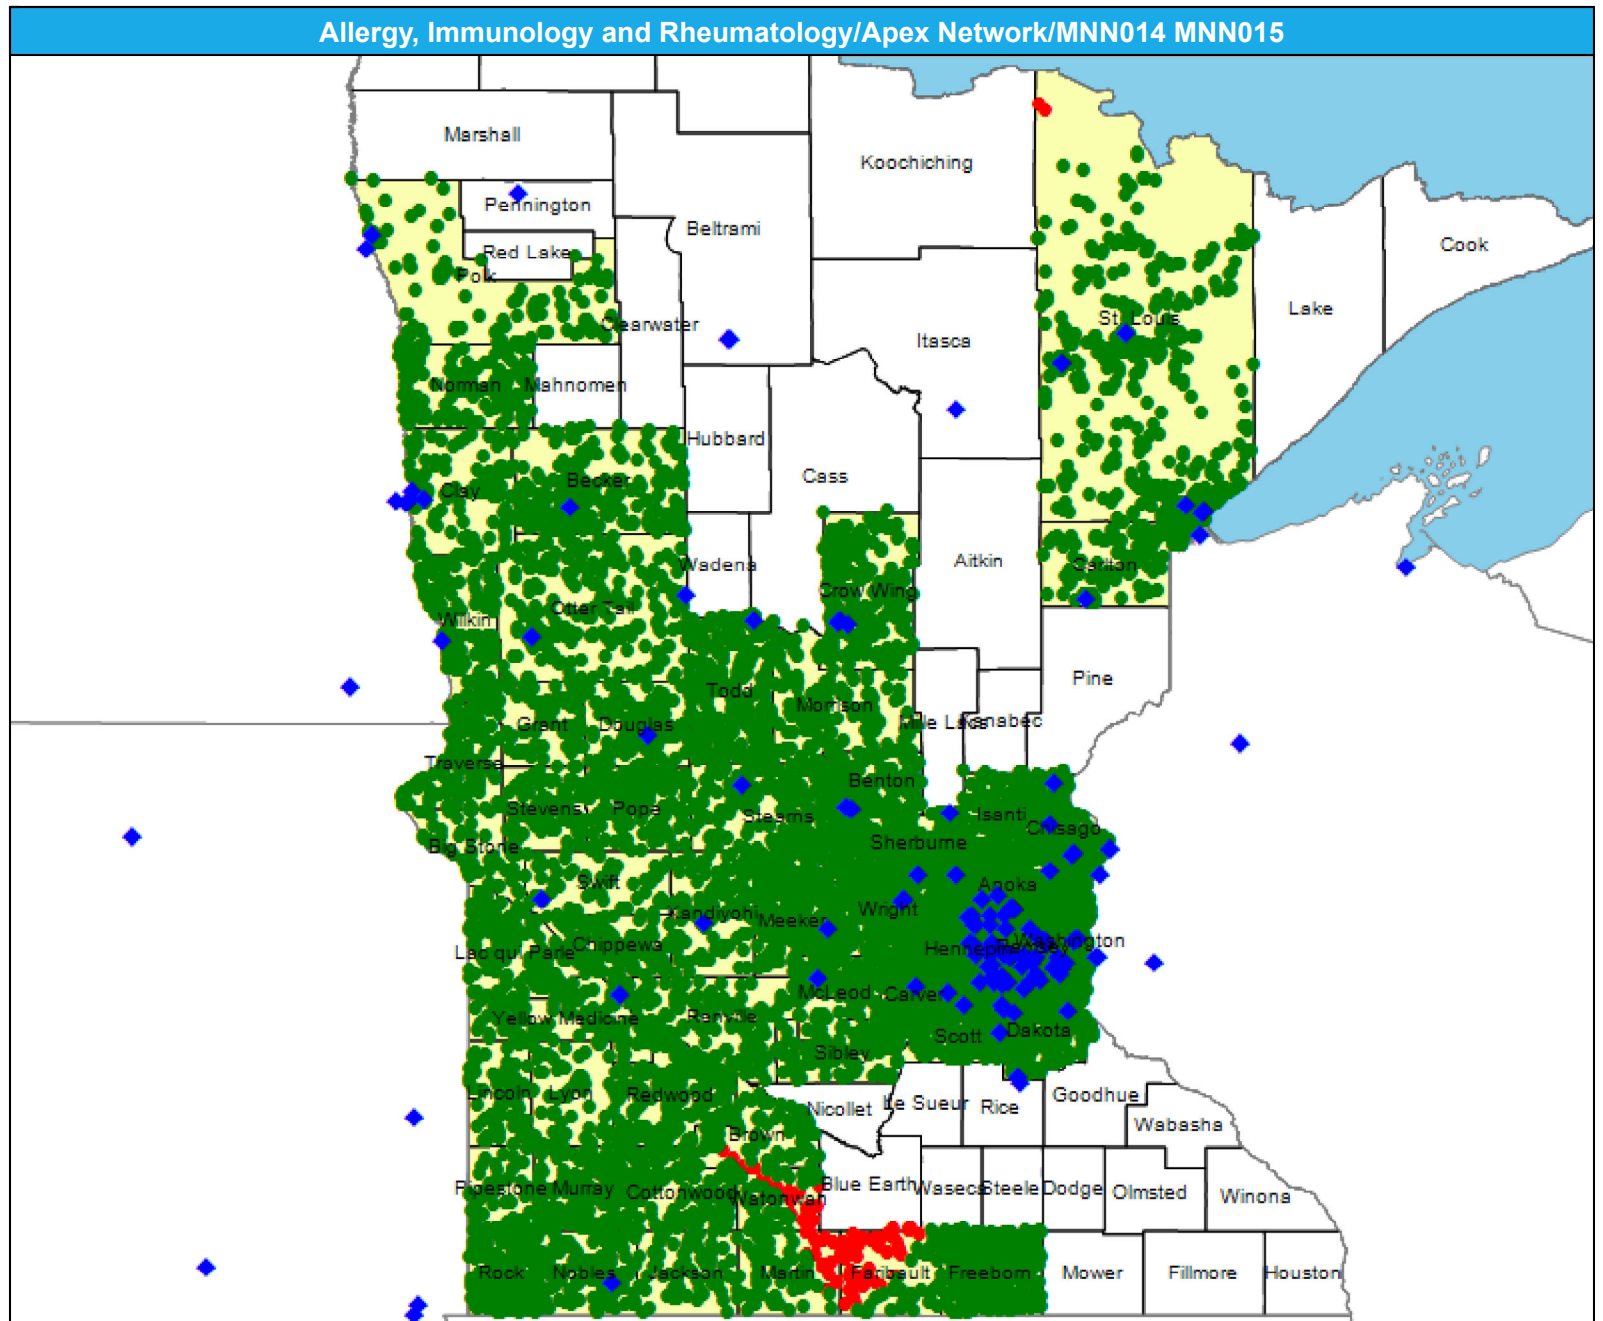 Allergy, Immunology and Rheumatology/Apex Network/MNN014 MNN015
Marshall
Koochiching
Pennington
Beltrami
Red Lake
Cook
Polk
Lake
St. Louis
Clearwater
Itasca
Norman
Mahnomen
Hubbard
Cass
Becker
Clay
Aitkin
Wadena
Carlton
Crow Wing
Otter Tail
Wilkin
Pine
Todd
Morrison
Grant
Douglas
Mille Lacs
Kanabec
Traverse
Benton
Stevens
Pope
Stearns
Isanti
Chisago
Sherburne
Big Stone
Swift
Anoka
Wright
Kandiyohi
Meeker
Washington
Hennepin
Ramsey
Chippewa
Lac qui Parle
McLeod
Carver
Yellow Medicine
Renville
Scott
Dakota
Sibley
Lincoln
Lyon
Redwood
Goodhue
Nicollet
Le Sueur
Rice
Wabasha
Brown
Pipestone
Murray
Cottonwood
Watonwan
Blue Earth
Waseca
Steele
Dodge
Olmsted
Winona
Rock
Nobles
Jackson
Martin
Faribault
Freeborn
Mower
Fillmore
Houston